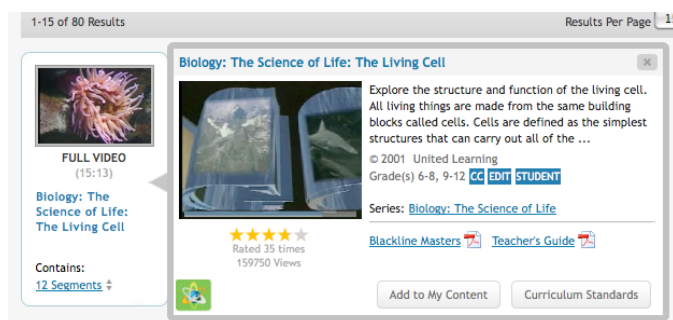 1-15 of 80 Results
Results Per Page
FULL VIDEO
(15:13)
Biology: The
Science of Life:
The Living Cell
Contains:
12 Segments
Biology: The Science of Life: The Living Cell
Explore the structure and function of the living cell.
All living things are made from the same building
blocks called cells. Cells are defined as the simplest
structures that can carry out all of the ...
© 2001 United Learning
Grade(s) 6-8, 9-12 CC EDIT STUDENT
Series: Biology: The Science of Life
Blackline Masters Teacher's Guide
Rated 35 times
159750 Views
Add to My Content
Curriculum Standards